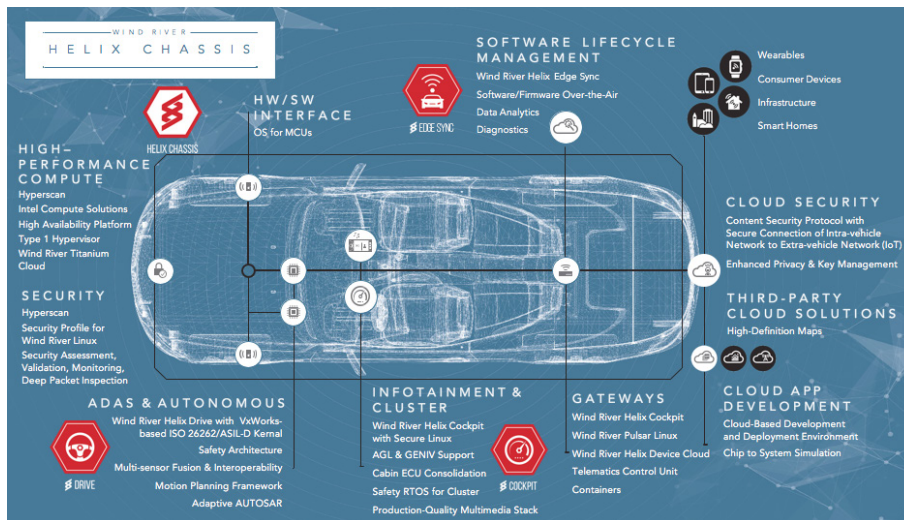 WIND RIVER
HELIX CHASSIS
HELIX CHASSIS
HW/SW
INTERFACE
OS for MCUs
EDGE SYNC
SOFTWARE LIFECYCLE
MANAGEMENT
Wind River Helix Edge Sync
Software/Firmware Over-the-Air
Data Analytics
Diagnostics
Wearables
Consumer Devices
Infrastructure
Smart Homes
HIGH–
PERFORMANCE
COMPUTE
Hyperscan
Intel Compute Solutions
High Availability Platform
Type 1 Hypervisor
Wind River Titanium
Cloud
SECURITY
Hyperscan
Security Profile for
Wind River Linux
Security Assessment,
Validation, Monitoring,
Deep Packet Inspection
CLOUD SECURITY
Content Security Protocol with
Secure Connection of Intra-vehicle
Network to Extra-vehicle Network (IoT)
Enhanced Privacy & Key Management
THIRD-PARTY
CLOUD SOLUTIONS
High-Definition Maps
ADAS & AUTONOMOUS
Wind River Helix Drive with VxWorks-
based ISO 26262/ASIL-D Kernal
Safety Architecture
Multi-sensor Fusion & Interoperability
Motion Planning Framework
Adaptive AUTOSAR
DRIVE
INFOTAINMENT &
CLUSTER
Wind River Helix Cockpit
with Secure Linux
AGL & GENIV Support
Cabin ECU Consolidation
Safety RTOS for Cluster
Production-Quality Multimedia Stack
COCKPIT
GATEWAYS
Wind River Helix Cockpit
Wind River Pulsar Linux
Wind River Helix Device Cloud
Telematics Control Unit
Containers
CLOUD APP
DEVELOPMENT
Cloud-Based Development
and Deployment Environment
Chip to System Simulation